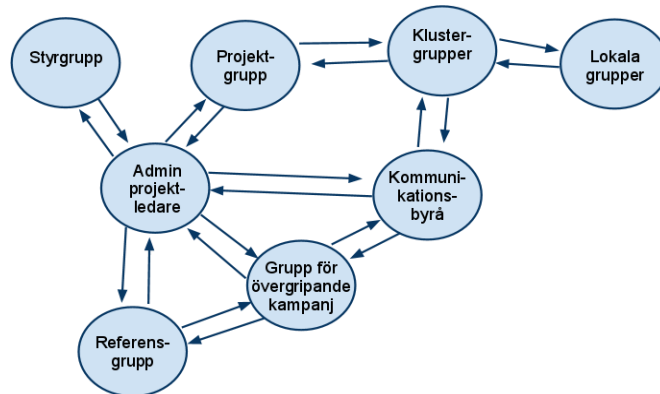 Styrgrupp
Projekt-
grupp
Kluster-
grupper
Lokala
grupper
Admin
projekt-
ledare
Kommuni-
kations-
byrå
Grupp för
övergripande
kampanj
Referens-
grupp